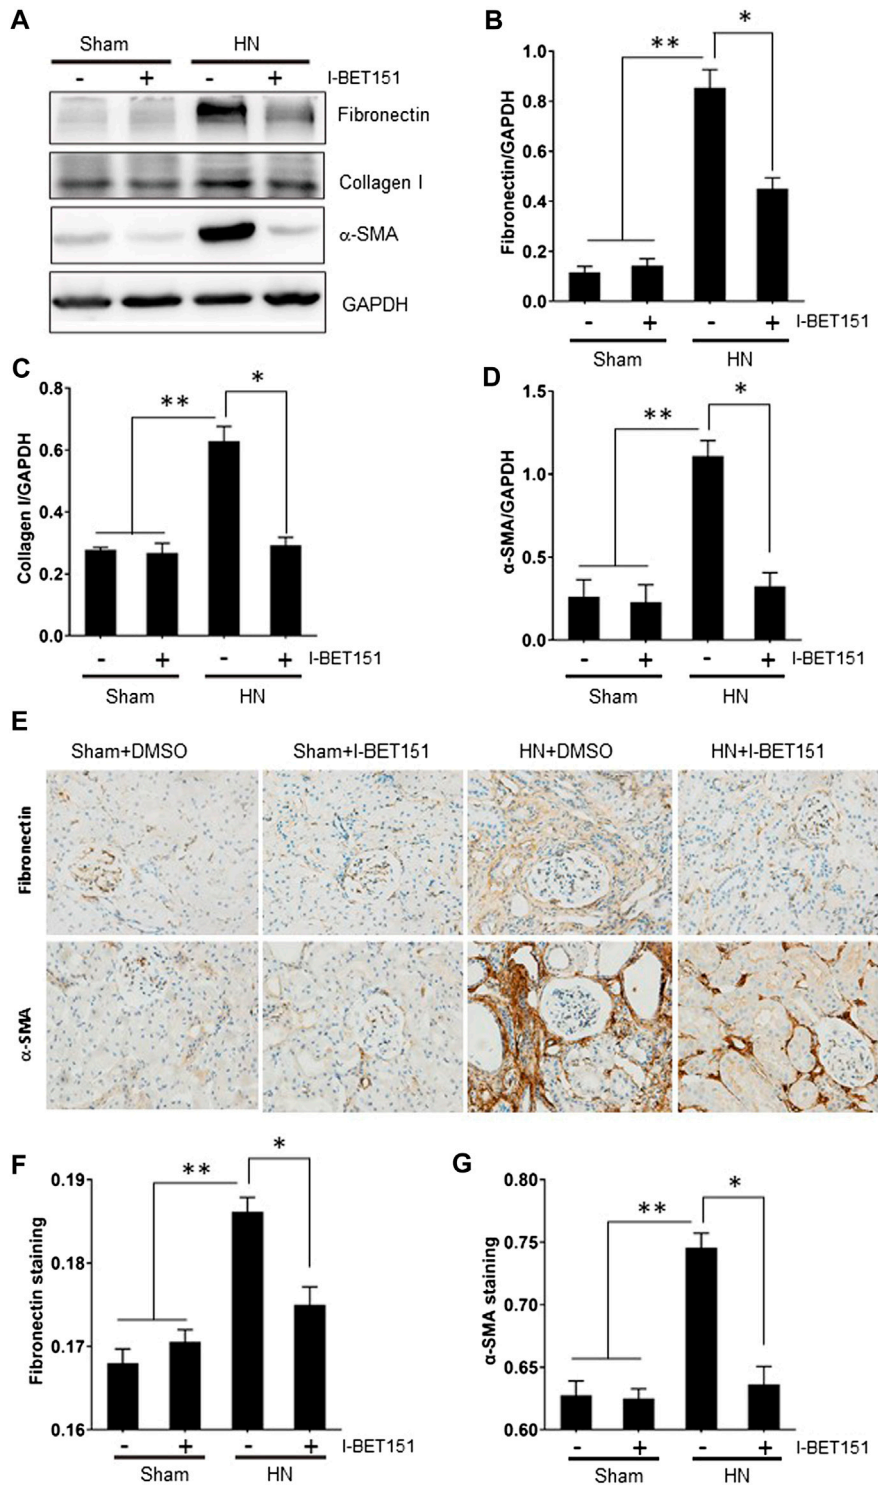 A
Sham HN
- + - + I-BET151
Fibronectin
Collagen I
α-SMA
GAPDH
B
** *
Fibronectin/GAPDH
1.0
0.8
0.6
0.4
0.2
0.0
- + - + I-BET151
Sham HN
C
** *
Collagen I/GAPDH
0.8
0.6
0.4
0.2
0.0
- + - + I-BET151
Sham HN
D
** *
α-SMA/GAPDH
1.5
1.0
0.5
0.0
- + - + I-BET151
Sham HN
E
Sham+DMSO Sham+I-BET151 HN+DMSO HN+I-BET151
Fibronectin
α-SMA
F
** *
Fibronectin staining
0.19
0.18
0.17
0.16
- + - + I-BET151
Sham HN
G
** *
α-SMA staining
0.80
0.75
0.70
0.65
0.60
- + - + I-BET151
Sham HN